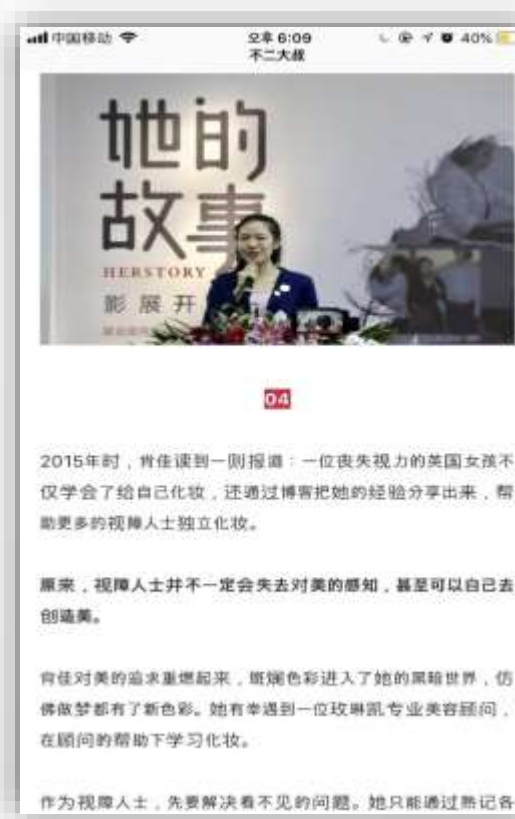 中国移动
오후 6:09
40%
不二大叔
她的
故事
HERSTORY
影展开
04
2015年时，肖佳读到一则报道：一位丧失视力的英国女孩不
仅学会了给自己化妆，还通过博客把她的经验分享出来，帮
助更多的视障人士独立化妆。
原来，视障人士并不一定会失去对美的感知，甚至可以自己去
创造美。
肖佳对美的追求重燃起来，斑斓色彩进入了她的黑暗世界，仿
佛做梦都有了新色彩。她有幸遇到一位玫琳凯专业美容顾问，
在顾问的帮助下学习化妆。
作为视障人士，先要解决看不见的问题。她只能通过熟记各